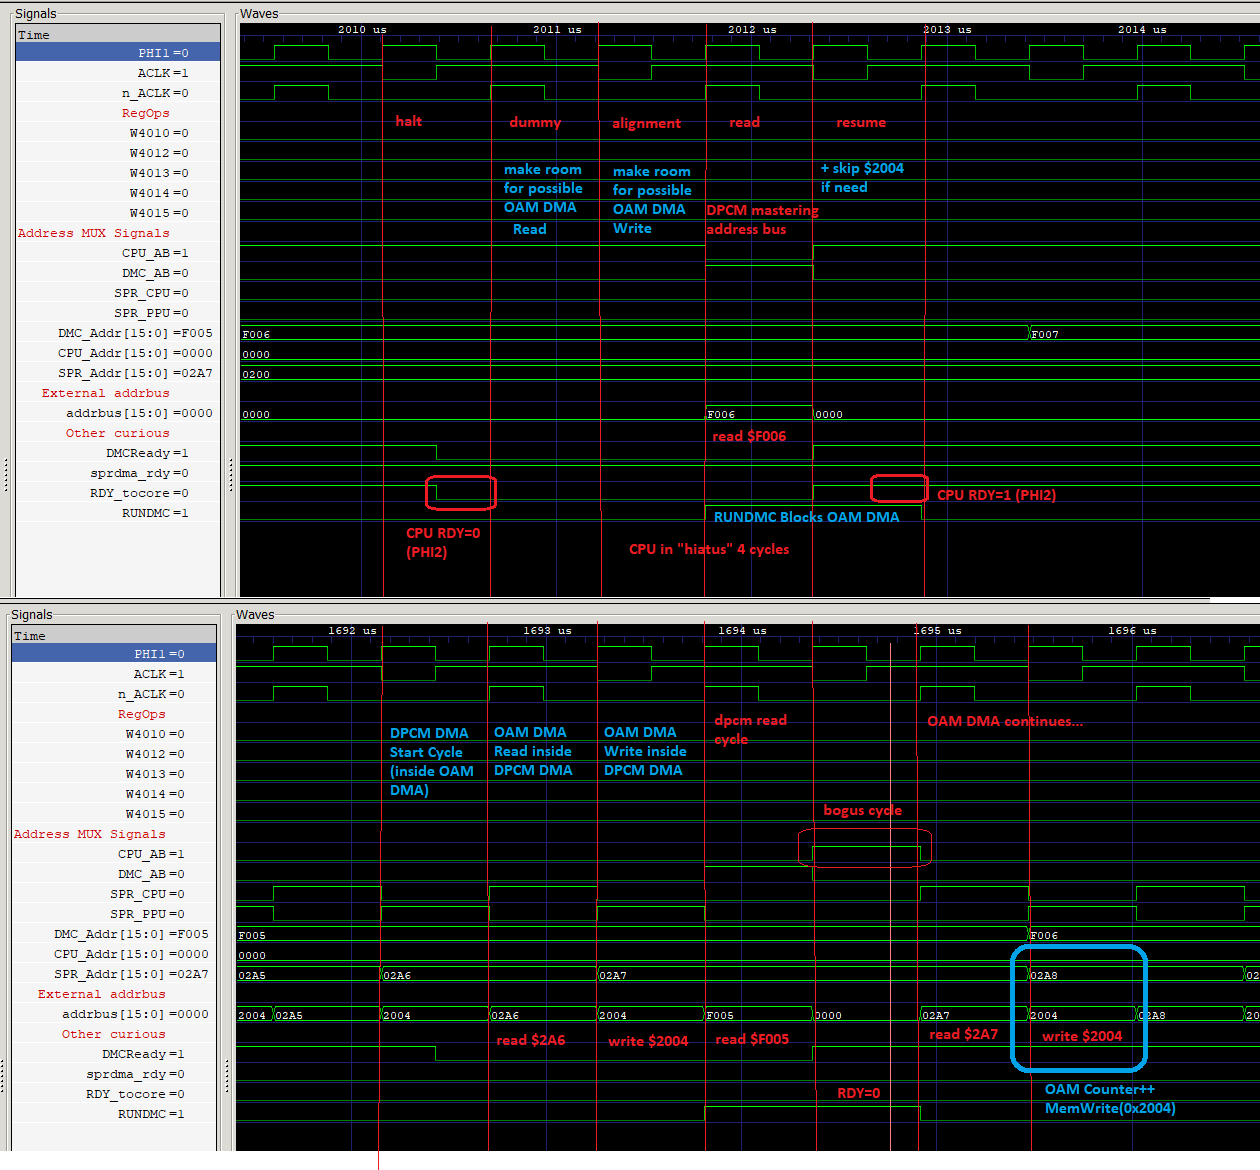 Signals
Waves
Time
2010 us
2011 us
2012 us
2013 us
2014 us
PHI1=0
ACLK=1
n_ACLK=0
RegOps
W4010=0
W4012=0
W4013=0
W4014=0
W4015=0
Address MUX Signals
CPU_AB=1
DMC_AB=0
SPR_CPU=0
SPR_PPU=0
DMC_Addr[15:0]=F005
CPU_Addr[15:0]=0000
SPR_Addr[15:0]=02A7
External addrbus
addrbus[15:0]=0000
Other curious
DMCReady=1
sprdma_rdy=0
RDY_tocore=0
RUNDMC=1
halt
dummy
alignment
read
resume
make room
for possible
OAM DMA
Read
make room
for possible
OAM DMA
Write
DPCM mastering
address bus
+ skip $2004
if need
F006
F007
0000
0200
0000
F006
0000
read $F006
CPU RDY=0
(PHI2)
CPU RDY=1 (PHI2)
RUNDMC Blocks OAM DMA
CPU in "hiatus" 4 cycles
Signals
Waves
Time
1692 us
1693 us
1694 us
1695 us
1696 us
PHI1=0
ACLK=1
n_ACLK=0
RegOps
W4010=0
W4012=0
W4013=0
W4014=0
W4015=0
Address MUX Signals
CPU_AB=1
DMC_AB=0
SPR_CPU=0
SPR_PPU=0
DMC_Addr[15:0]=F005
CPU_Addr[15:0]=0000
SPR_Addr[15:0]=02A7
External addrbus
addrbus[15:0]=0000
Other curious
DMCReady=1
sprdma_rdy=0
RDY_tocore=0
RUNDMC=1
DPCM DMA
Start Cycle
(inside OAM
DMA)
OAM DMA
Read inside
DPCM DMA
OAM DMA
Write inside
DPCM DMA
dpcm read
cycle
OAM DMA continues...
bogus cycle
F005
F006
0000
02A5
02A6
02A7
02A8
02
2004
02A5
2004
02A6
2004
F005
0000
02A7
2004
02A8
20
read $2A6
write $2004
read $F005
read $2A7
write $2004
RDY=0
OAM Counter++
MemWrite(0x2004)